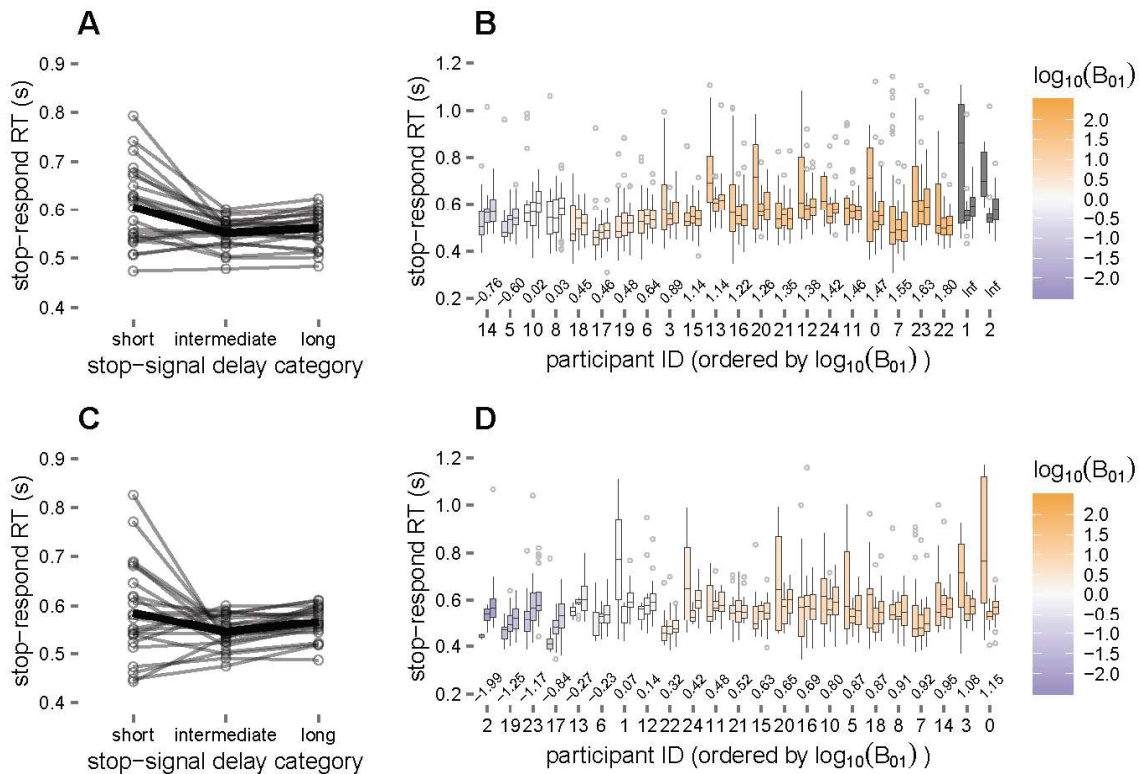 A
B
stop-respond RT (s)
0.9
0.8
0.7
0.6
0.5
0.4
short intermediate long
stop-signal delay category
stop-respond RT (s)
1.2
1.0
0.8
0.6
0.4
0.2
−0.76 −0.60 0.02 0.03 0.45 0.46 0.48 0.64 0.89 1.14 1.14 1.22 1.26 1.35 1.38 1.42 1.46 1.47 1.55 1.63 1.80 Inf Inf
14 5 10 8 18 17 19 6 3 15 13 16 20 21 12 24 11 0 7 23 22 1 2
participant ID (ordered by log₁₀(B₀₁) )
log₁₀(B₀₁)
2.0
1.5
1.0
0.5
0.0
−0.5
−1.0
−1.5
−2.0
C
D
stop-respond RT (s)
0.9
0.8
0.7
0.6
0.5
0.4
short intermediate long
stop-signal delay category
stop-respond RT (s)
1.2
1.0
0.8
0.6
0.4
0.2
−1.99 −1.25 −1.17 −0.84 −0.27 −0.23 0.07 0.14 0.32 0.42 0.48 0.52 0.63 0.65 0.69 0.80 0.87 0.87 0.91 0.92 0.95 1.08 1.15
2 19 23 17 13 6 1 12 22 24 11 21 15 20 16 10 5 18 8 7 14 3 0
participant ID (ordered by log₁₀(B₀₁) )
log₁₀(B₀₁)
2.0
1.5
1.0
0.5
0.0
−0.5
−1.0
−1.5
−2.0